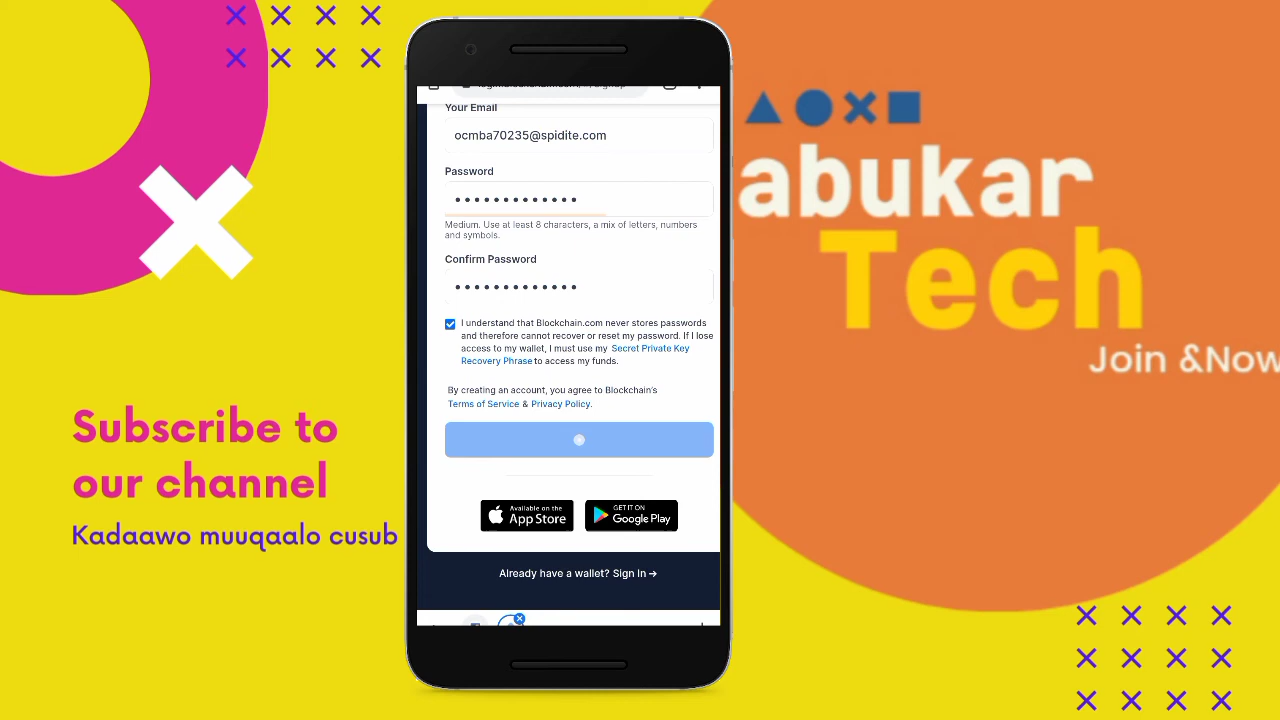 Your Email
ocmba70235@spidite.com
Password
Medium. Use at least 8 characters, a mix of letters, numbers
and symbols.
Confirm Password
I understand that Blockchain.com never stores passwords
and therefore cannot recover or reset my password. If I lose
access to my wallet, I must use my Secret Private Key
Recovery Phrase to access my funds.
By creating an account, you agree to Blockchain's
Terms of Service & Privacy Policy.
Available on the
App Store
GET IT ON
Google Play
Already have a wallet? Sign In →
Subscribe to
our channel
Kadaawo muuqaalo cusub
abukar
Tech
Join &Now